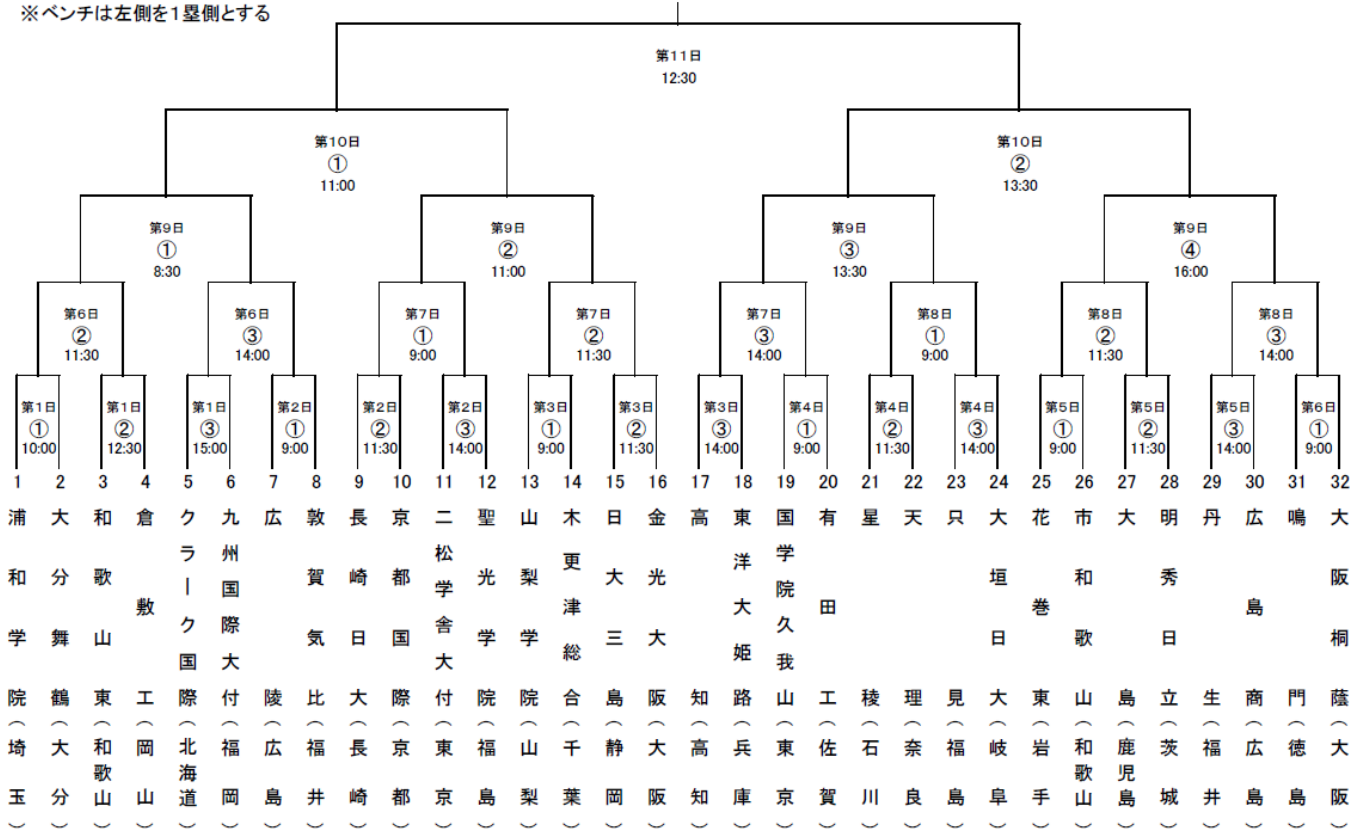 ※ベンチは左側を1塁側とする
第11日
12:30
第10日
①
11:00
第10日
②
13:30
第9日
①
8:30
第9日
②
11:00
第9日
③
13:30
第9日
④
16:00
第6日
②
11:30
第6日
③
14:00
第7日
①
9:00
第7日
②
11:30
第7日
③
14:00
第8日
①
9:00
第8日
②
11:30
第8日
③
14:00
第1日
①
10:00
第1日
②
12:30
第1日
③
15:00
第2日
①
9:00
第2日
②
11:30
第2日
③
14:00
第3日
①
9:00
第3日
②
11:30
第3日
③
14:00
第4日
①
9:00
第4日
②
11:30
第4日
③
14:00
第5日
①
9:00
第5日
②
11:30
第5日
③
14:00
第6日
①
9:00
1 浦和学院(埼玉)
2 大分舞鶴(大分)
3 和歌山東(和歌山)
4 倉敷工(岡山)
5 クラーク国際(北海道)
6 九州国際大付(福岡)
7 広陵(広島)
8 敦賀気比(福井)
9 長崎日大(長崎)
10 京都国際(京都)
11 二松学舎大付(東京)
12 聖光学院(福島)
13 山梨学院(山梨)
14 木更津総合(千葉)
15 日大三島(静岡)
16 金光大阪(大阪)
17 高知(高知)
18 東洋大姫路(兵庫)
19 国学院久我山(東京)
20 有田工(佐賀)
21 星稜(石川)
22 天理(奈良)
23 只見(福島)
24 大垣日大(岐阜)
25 花巻東(岩手)
26 市和歌山(和歌山)
27 大島(鹿児島)
28 明秀日立(茨城)
29 丹生(福井)
30 広島商(広島)
31 鳴門(徳島)
32 大阪桐蔭(大阪)